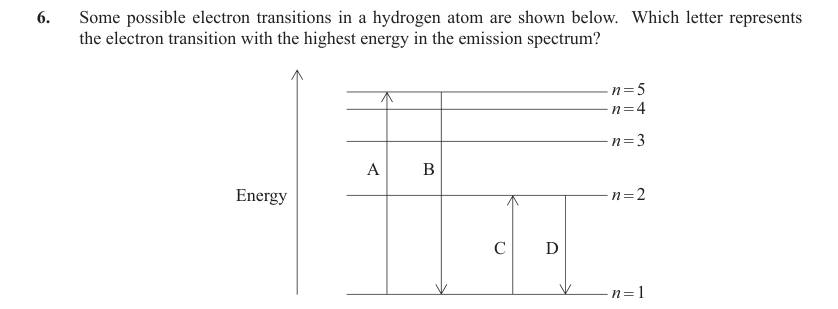 6. Some possible electron transitions in a hydrogen atom are shown below. Which letter represents
the electron transition with the highest energy in the emission spectrum?
n=5
n=4
n=3
A B
Energy
n=2
C D
n=1